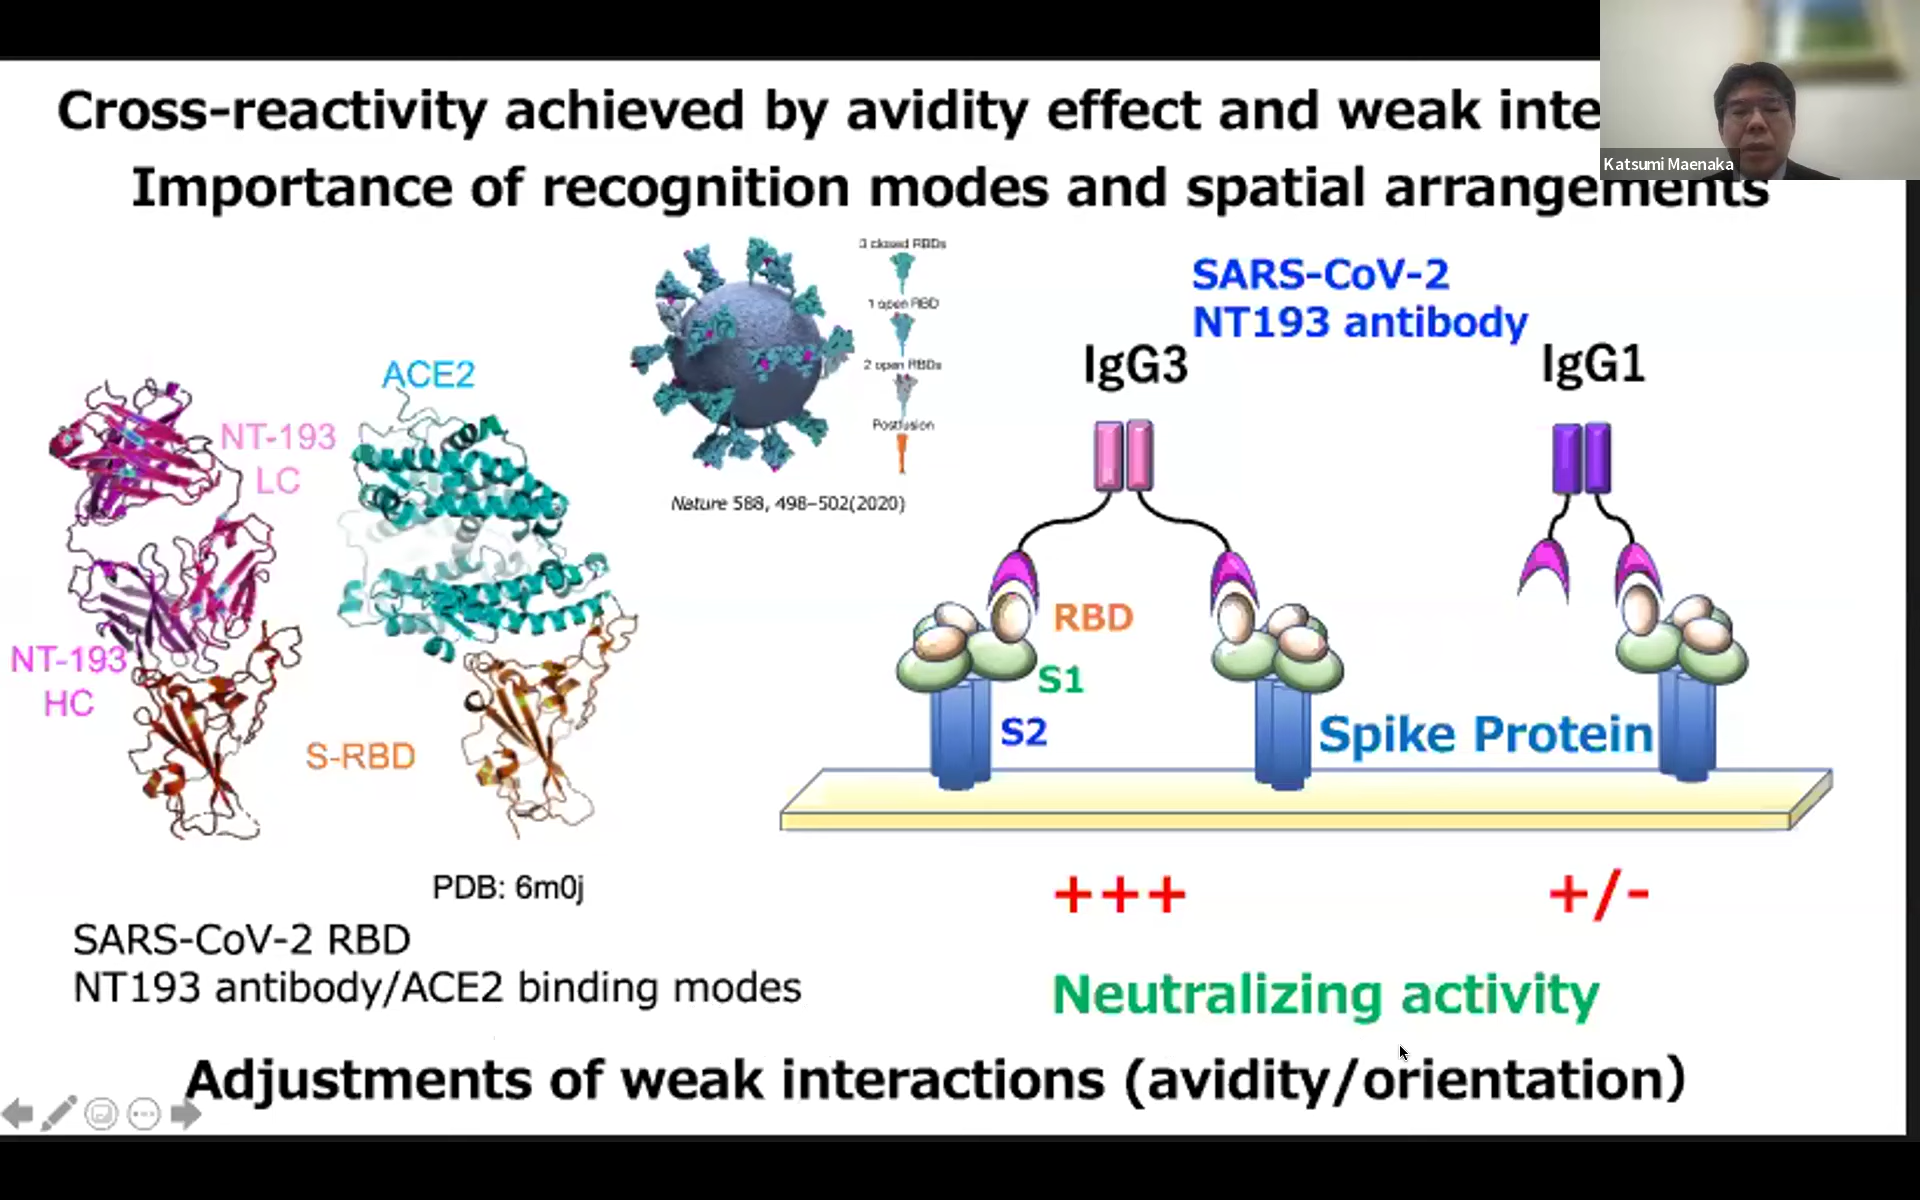 Cross-reactivity achieved by avidity effect and weak inte
Katsumi Maenaka
Importance of recognition modes and spatial arrangements
3 closed RBDs
1 open RBD
2 open RBDs
Postfusion
Nature 588, 498–502(2020)
SARS-CoV-2
NT193 antibody
IgG3
IgG1
ACE2
NT-193
LC
NT-193
HC
S-RBD
RBD
S1
S2
Spike Protein
PDB: 6m0j
+++
+/-
SARS-CoV-2 RBD
NT193 antibody/ACE2 binding modes
Neutralizing activity
Adjustments of weak interactions (avidity/orientation)